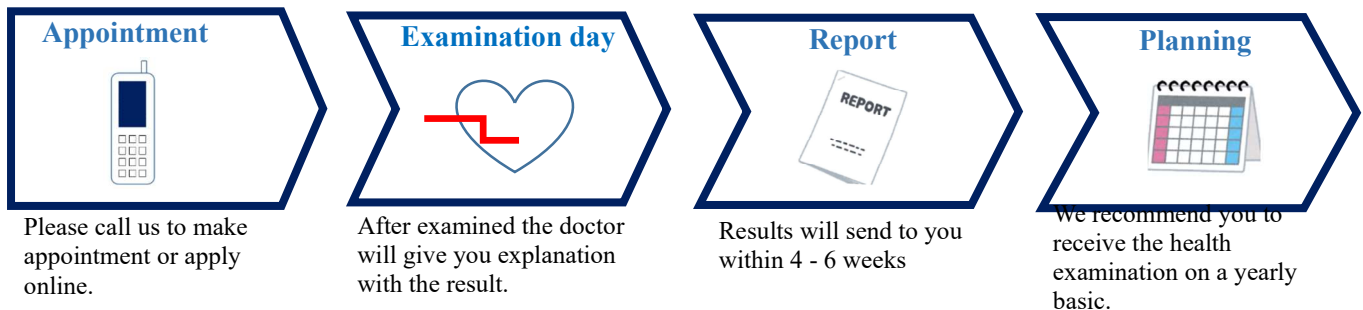 Appointment
Please call us to make
appointment or apply
online.
Examination day
After examined the doctor
will give you explanation
with the result.
Report
REPORT
Results will send to you
within 4 - 6 weeks
Planning
We recommend you to
receive the health
examination on a yearly
basic.